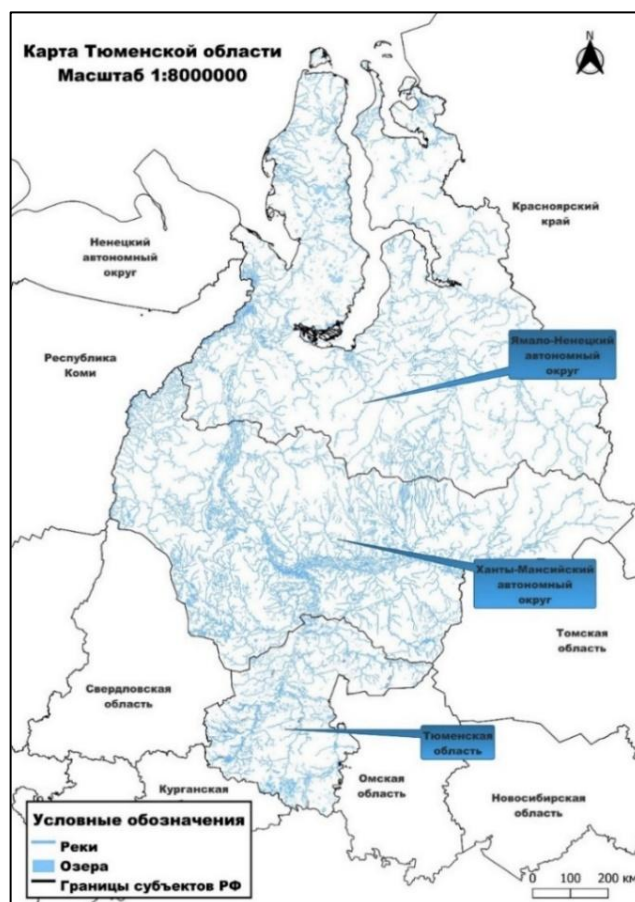 Карта Тюменской области
Масштаб 1:8000000
N
Красноярский
край
Ненецкий
автономный
округ
Республика
Коми
Ямало-Ненецкий
автономный
округ
Ханты-Мансийский
автономный
округ
Томская
область
Свердловская
область
Тюменская
область
Курганская
Омская
область
Новосибирская
область
Условные обозначения
Реки
Озера
Границы субъектов РФ
0 100 200 км